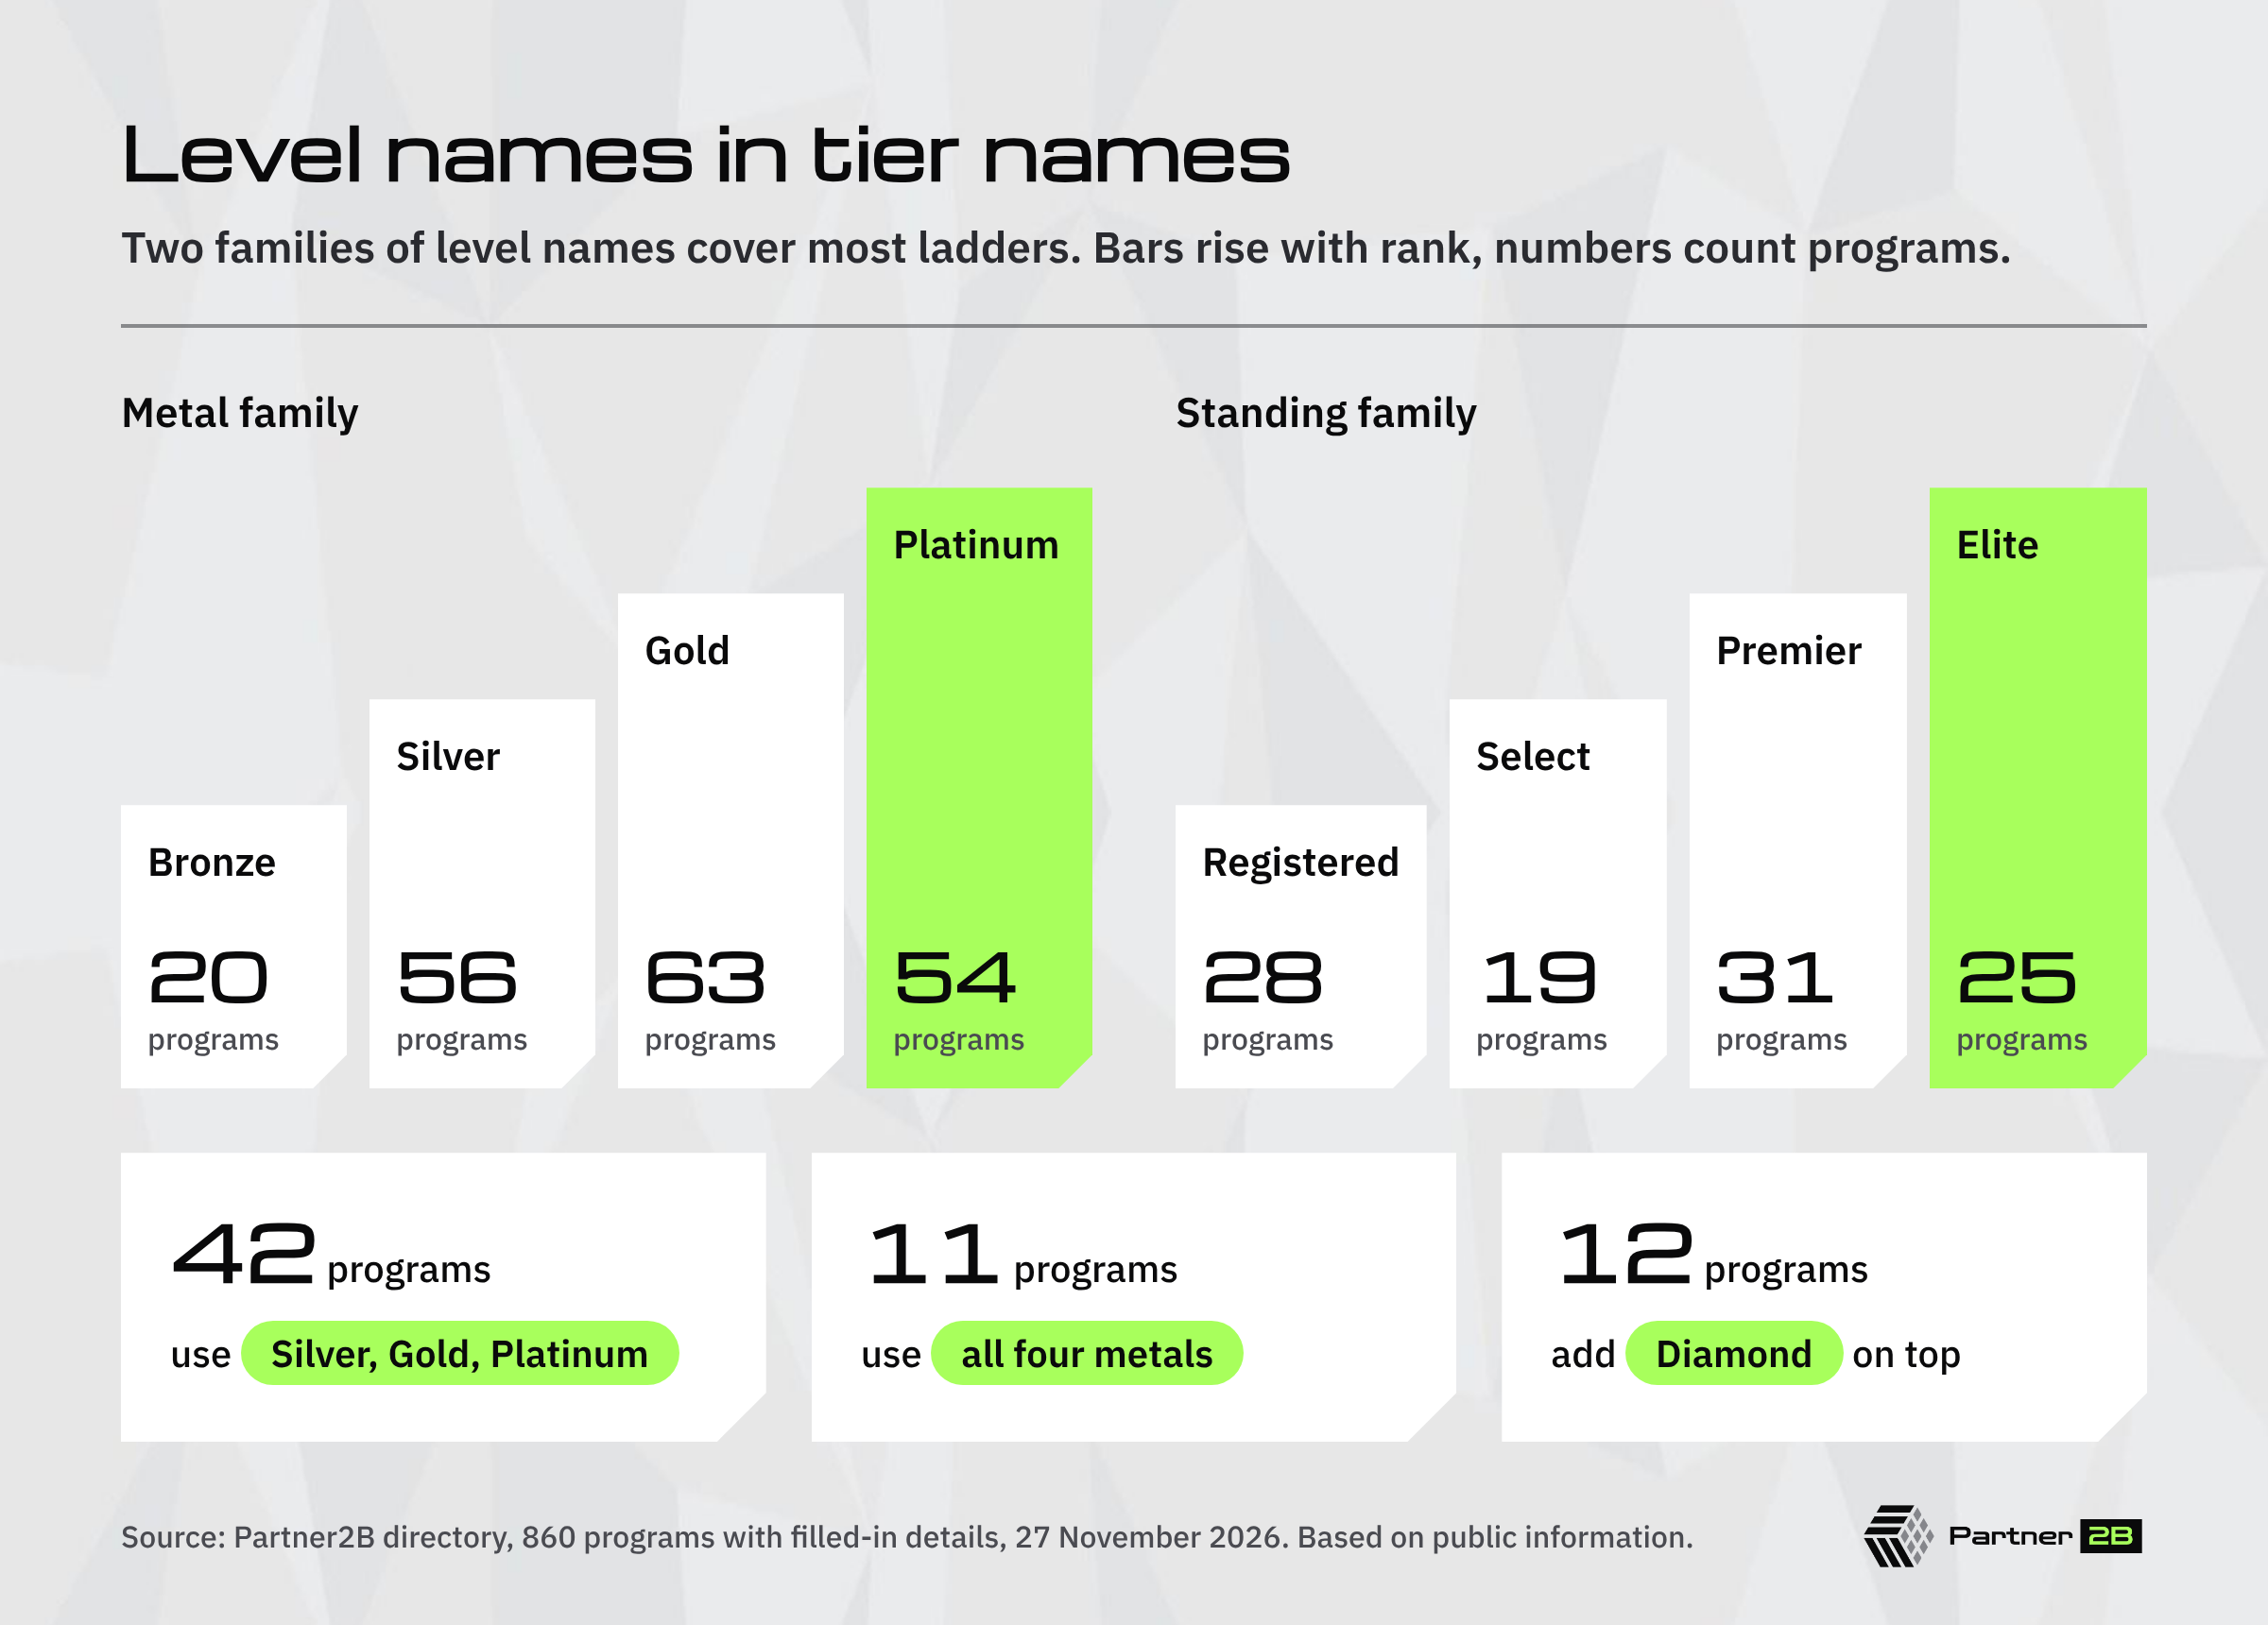 Level names in tier names
Two families of level names cover most ladders. Bars rise with rank, numbers count programs.
Metal family
Bronze
20
programs
Silver
56
programs
Gold
63
programs
Platinum
54
programs
Standing family
Registered
28
programs
Select
19
programs
Premier
31
programs
Elite
25
programs
42 programs
use Silver, Gold, Platinum
11 programs
use all four metals
12 programs
add Diamond on top
Source: Partner2B directory, 860 programs with filled-in details, 27 November 2026. Based on public information.
Partner 2B